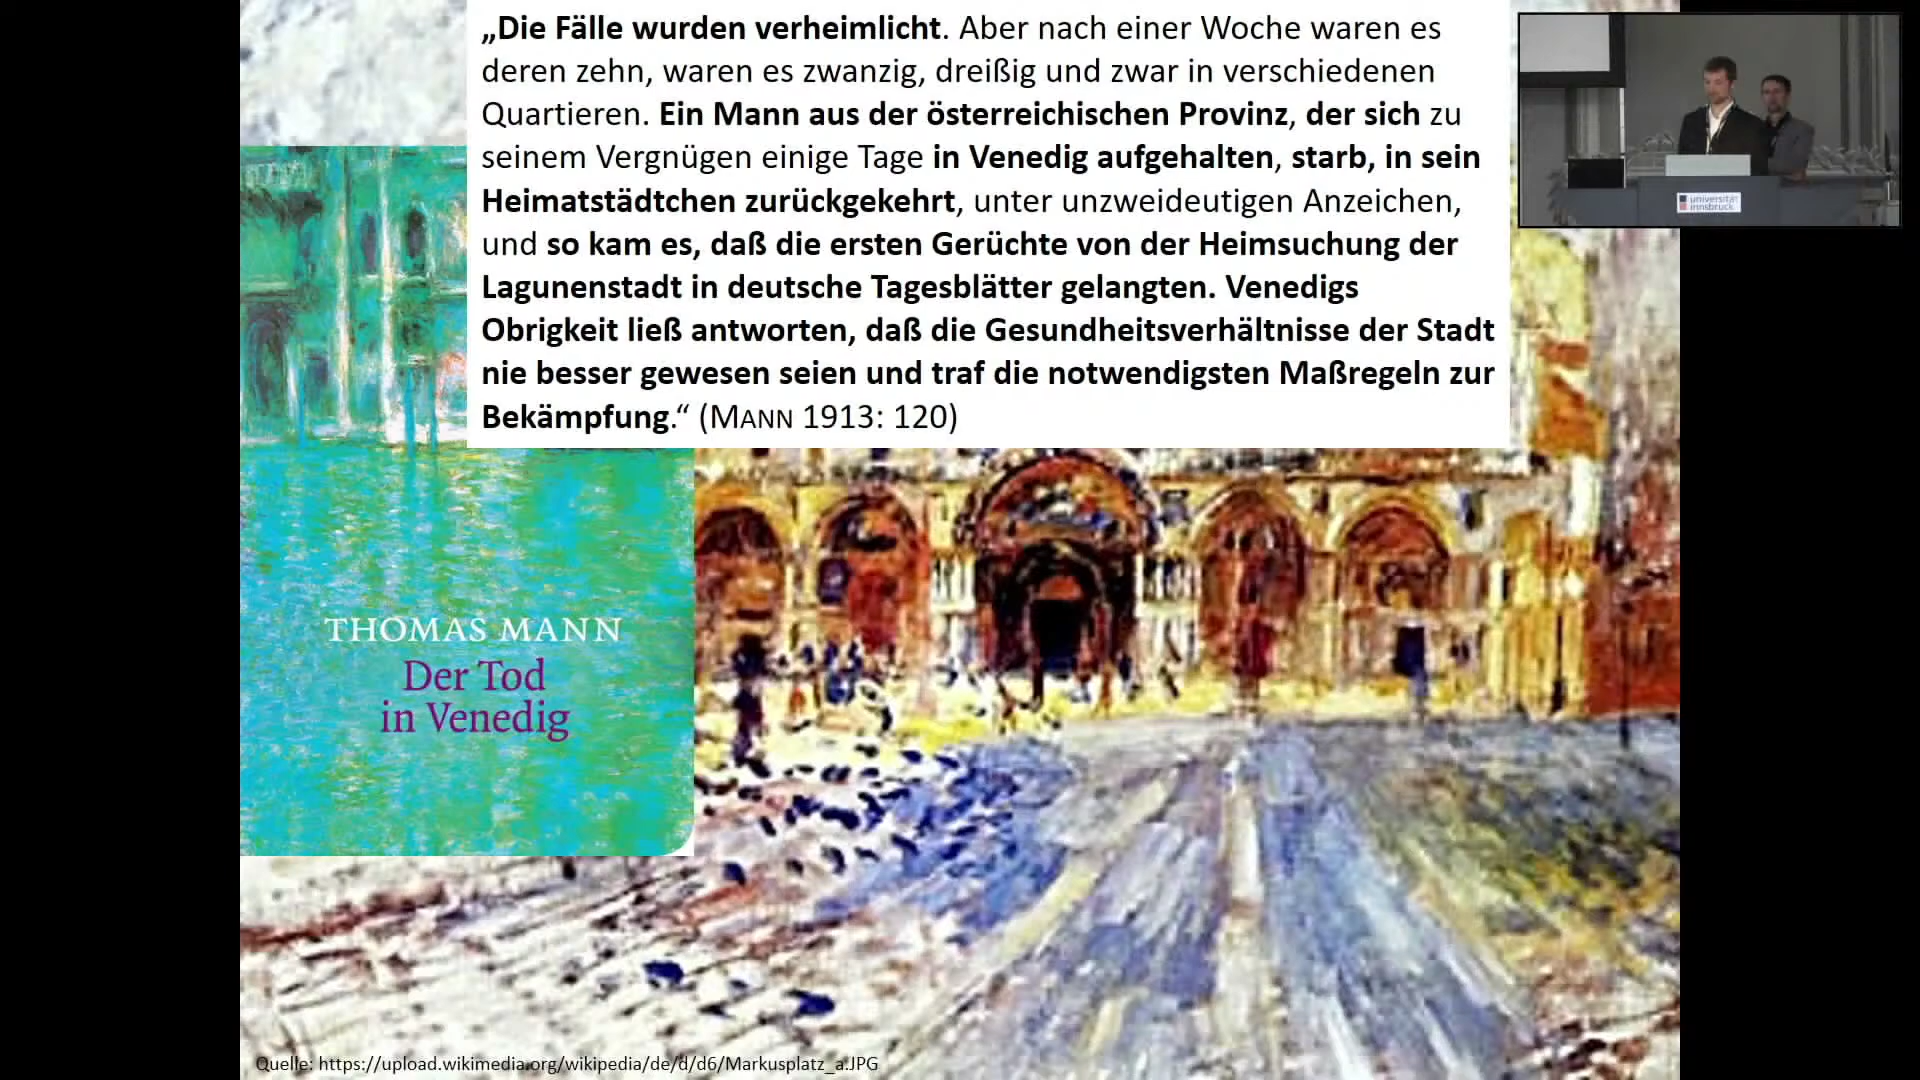 „Die Fälle wurden verheimlicht. Aber nach einer Woche waren es
deren zehn, waren es zwanzig, dreißig und zwar in verschiedenen
Quartieren. Ein Mann aus der österreichischen Provinz, der sich zu
seinem Vergnügen einige Tage in Venedig aufgehalten, starb, in sein
Heimatstädtchen zurückgekehrt, unter unzweideutigen Anzeichen,
und so kam es, daß die ersten Gerüchte von der Heimsuchung der
Lagunenstadt in deutsche Tagesblätter gelangten. Venedigs
Obrigkeit ließ antworten, daß die Gesundheitsverhältnisse der Stadt
nie besser gewesen seien und traf die notwendigsten Maßregeln zur
Bekämpfung.“ (MANN 1913: 120)
universität
innsbruck
THOMAS MANN
Der Tod
in Venedig
Quelle: https://upload.wikimedia.org/wikipedia/de/d/d6/Markusplatz_a.JPG